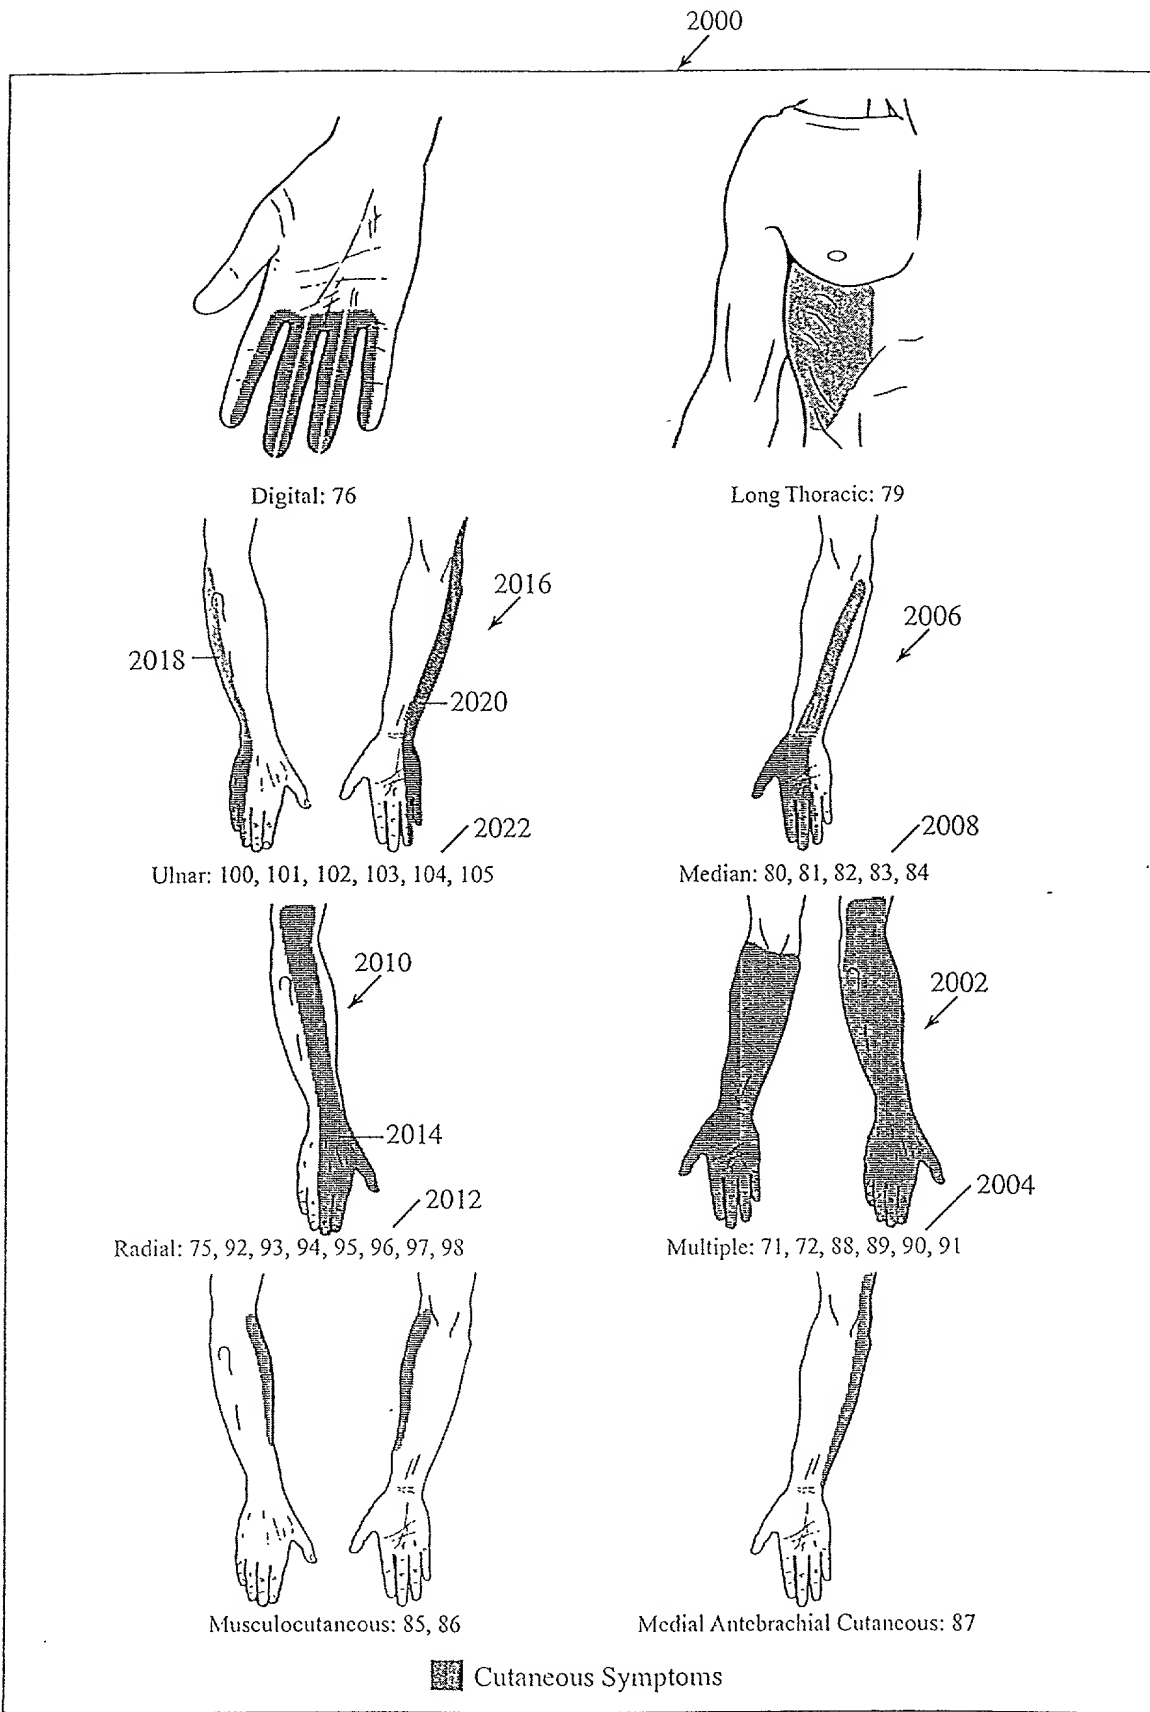 2000
Digital: 76
Long Thoracic: 79
2016
2018
2020
2022
Ulnar: 100, 101, 102, 103, 104, 105
2006
2008
Median: 80, 81, 82, 83, 84
2010
2014
2012
Radial: 75, 92, 93, 94, 95, 96, 97, 98
2002
2004
Multiple: 71, 72, 88, 89, 90, 91
Musculocutaneous: 85, 86
Medial Antebrachial Cutaneous: 87
Cutaneous Symptoms